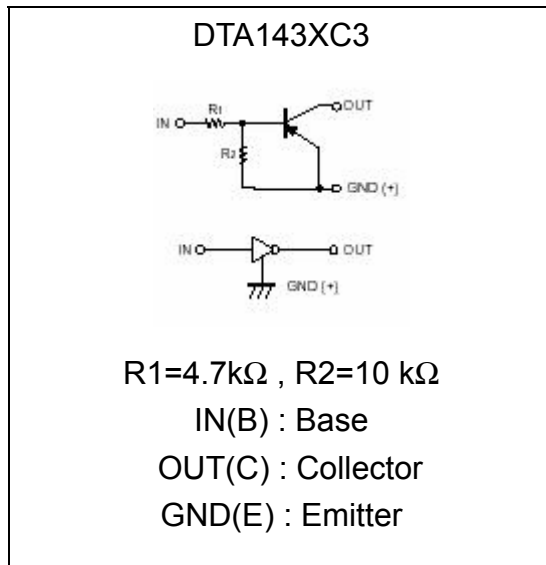 DTA143XC3
R1
IN
OUT
R2
GND (+)
IN
OUT
GND (+)
R1=4.7kΩ , R2=10 kΩ
IN(B) : Base
OUT(C) : Collector
GND(E) : Emitter